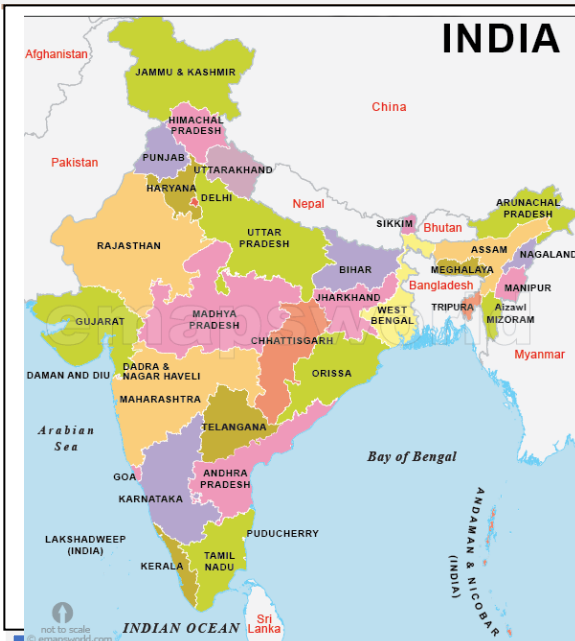 INDIA
Afghanistan
JAMMU & KASHMIR
China
HIMACHAL
PRADESH
Pakistan
PUNJAB
UTTARAKHAND
HARYANA
DELHI
Nepal
ARUNACHAL
PRADESH
SIKKIM
Bhutan
RAJASTHAN
UTTAR
PRADESH
ASSAM
NAGALAND
BIHAR
MEGHALAYA
Bangladesh
MANIPUR
JHARKHAND
TRIPURA
Aizawl
MIZORAM
GUJARAT
MADHYA
PRADESH
WEST
BENGAL
emapsworld
CHHATTISGARH
Myanmar
DAMAN AND DIU
DADRA &
NAGAR HAVELI
ORISSA
MAHARASHTRA
TELANGANA
Arabian
Sea
Bay of Bengal
GOA
ANDHRA
PRADESH
KARNATAKA
ANDAMAN & NICOBAR
(INDIA)
PUDUCHERRY
LAKSHADWEEP
(INDIA)
KERALA
TAMIL
NADU
not to scale
© emapsworld.com
INDIAN OCEAN
Sri
Lanka